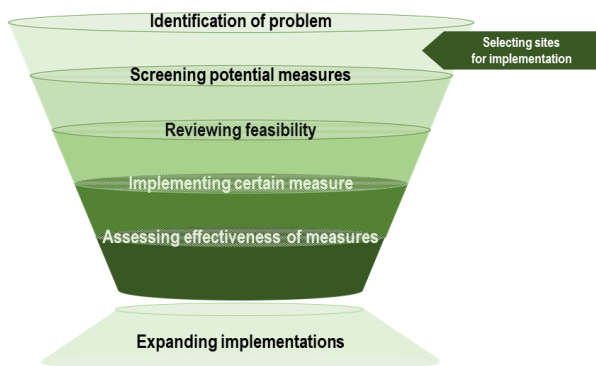 Identification of problem
Selecting sites
for implementation
Screening potential measures
Reviewing feasibility
Implementing certain measure
Assessing effectiveness of measures
Expanding implementations